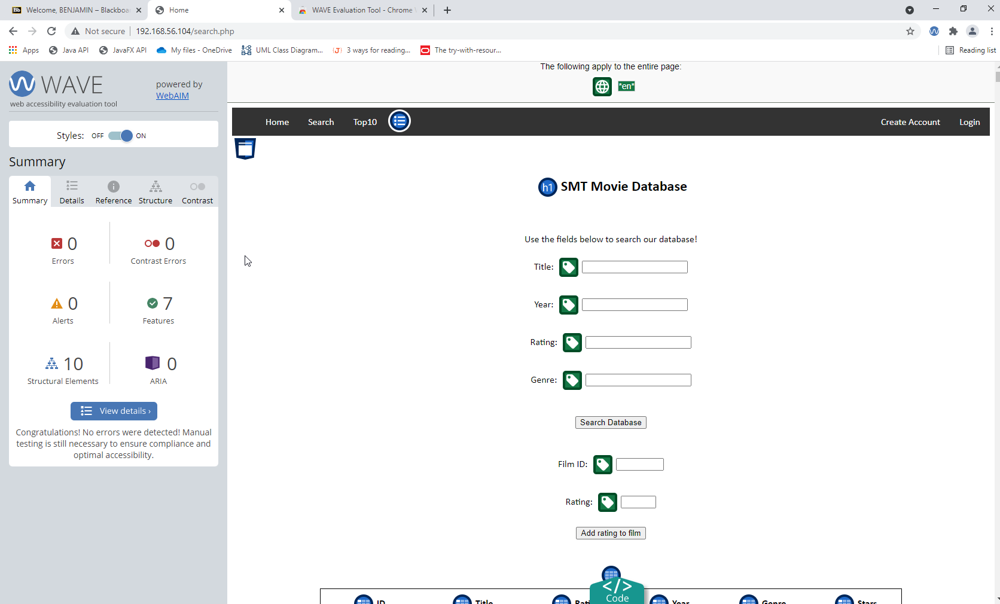 Bb Welcome, BENJAMIN – Blackboa
Home
WAVE Evaluation Tool - Chrome
Not secure
192.168.56.104/search.php
Apps
Java API
JavaFX API
My files - OneDrive
UML Class Diagram...
3 ways for reading...
The try-with-resour...
Reading list
WAVE
web accessibility evaluation tool
powered by
WebAIM
Styles: OFF ON
Summary
Summary
Details
Reference
Structure
Contrast
0
Errors
0
Contrast Errors
0
Alerts
7
Features
10
Structural Elements
0
ARIA
View details ›
Congratulations! No errors were detected! Manual
testing is still necessary to ensure compliance and
optimal accessibility.
The following apply to the entire page:
*en*
Home
Search
Top10
Create Account
Login
h1 SMT Movie Database
Use the fields below to search our database!
Title:
Year:
Rating:
Genre:
Search Database
Film ID:
Rating:
Add rating to film
</>
Code
ID
Title
Rati
Year
Genre
Stars